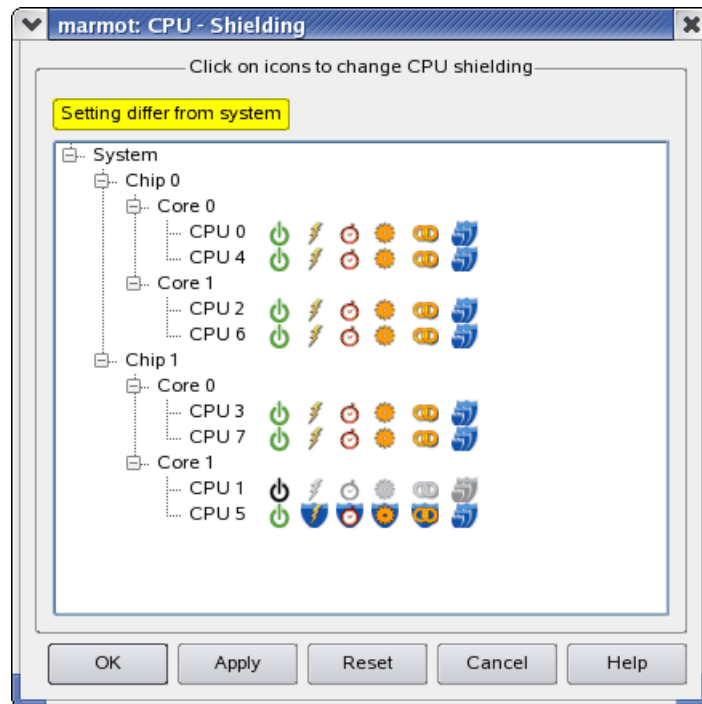 marmot: CPU - Shielding
Click on icons to change CPU shielding
Setting differ from system
System
Chip 0
Core 0
CPU 0
CPU 4
Core 1
CPU 2
CPU 6
Chip 1
Core 0
CPU 3
CPU 7
Core 1
CPU 1
CPU 5
OK Apply Reset Cancel Help